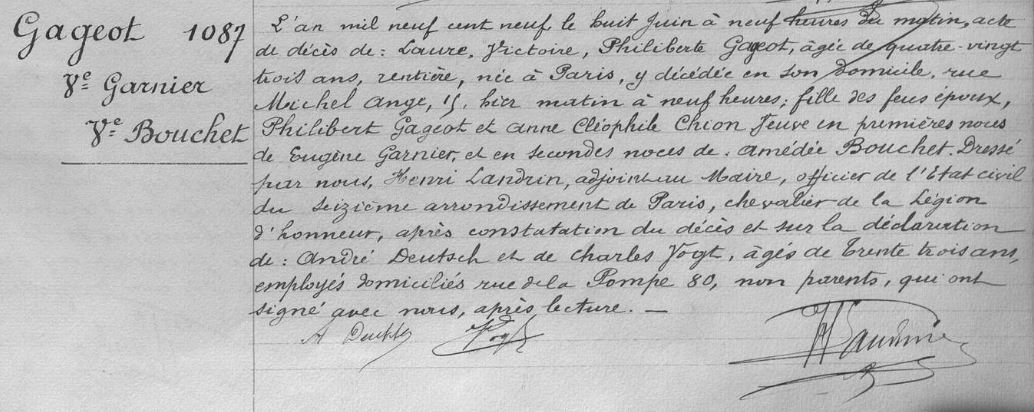 Gageot 1087
Ve Garnier
Ve Bouchet
L'an mil neuf cent neuf le huit Juin à neuf heures du matin, acte
de décès de: Laure, Victoire, Philiberte Gageot, âgée de quatre-vingt
trois ans, rentière, née à Paris, y décédée en son domicile, rue
Michel Ange, 15, hier matin à neuf heures; fille des feus époux,
Philibert Gageot et Anne Cléophile Chion Veuve en premières noces
de Eugène Garnier, et en secondes noces de: Amédée Bouchet. Dressé
par nous, Henri Landrin, adjoint au Maire, officier de l'Etat civil
du seizième arrondissement de Paris, chevalier de la Légion
d'honneur, après constatation du décès et sur la déclaration
de: André Deutsch et de Charles Vogt, âgés de trente trois ans,
employés domiciliés rue de la Pompe 80, non parents, qui ont
signé avec nous, après lecture. —
A Deutsch Vogt HLandrin